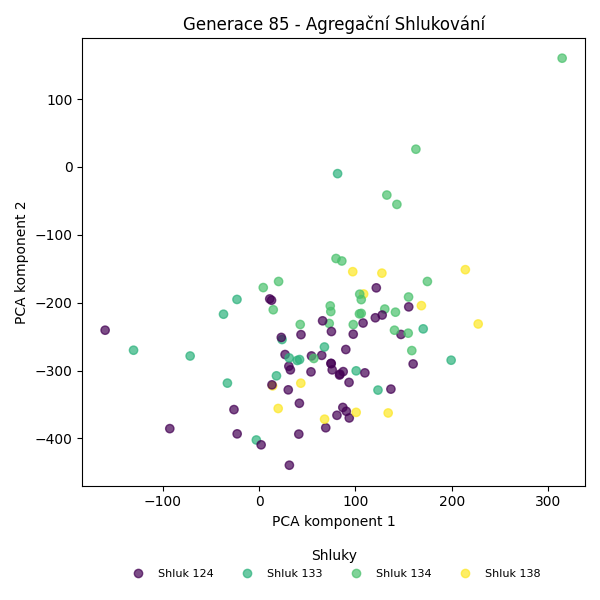 Generace 85 - Agregační Shlukování
PCA komponent 2
100
0
−100
−200
−300
−400
−100 0 100 200 300
PCA komponent 1
Shluky
Shluk 124 Shluk 133 Shluk 134 Shluk 138